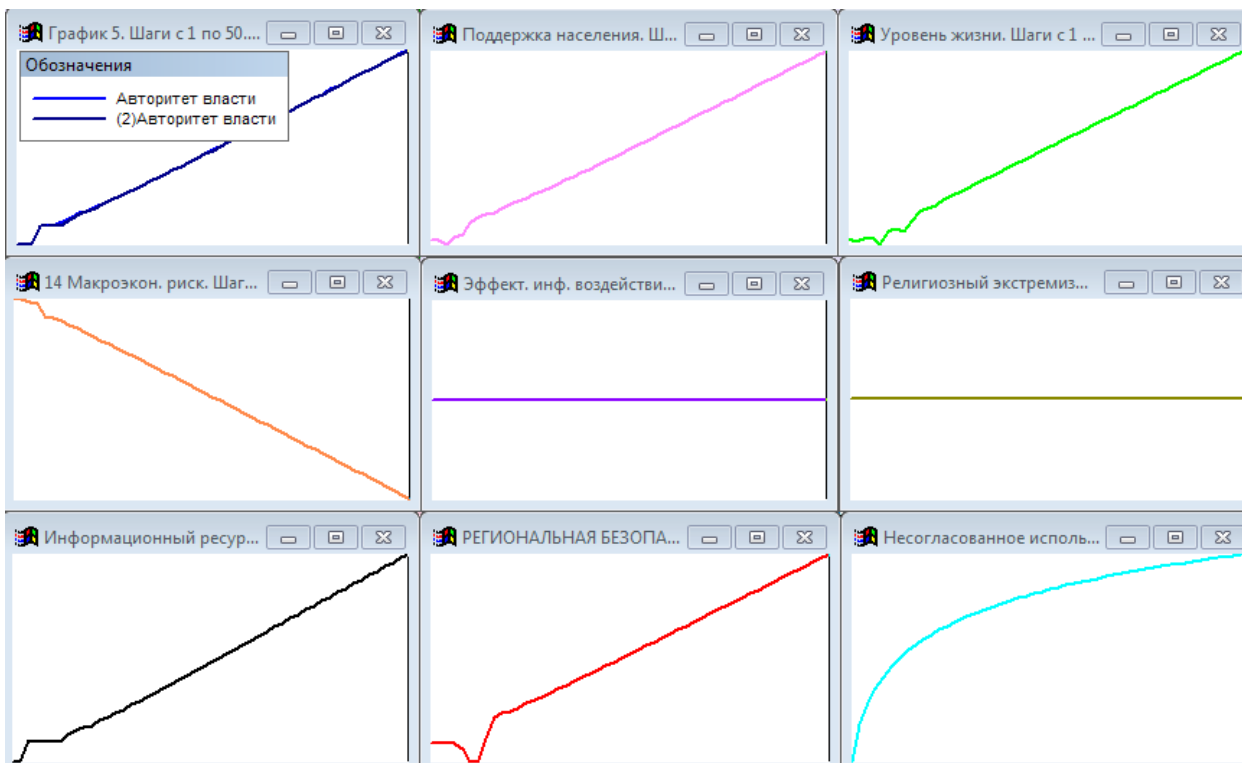 График 5. Шаги с 1 по 50....
Поддержка населения. Ш...
Уровень жизни. Шаги с 1 ...
Обозначения
Авторитет власти
(2)Авторитет власти
14 Макроэкон. риск. Шаг...
Эффект. инф. воздействи...
Религиозный экстремиз...
Информационный ресур...
РЕГИОНАЛЬНАЯ БЕЗОПА...
Несогласованное исполь...